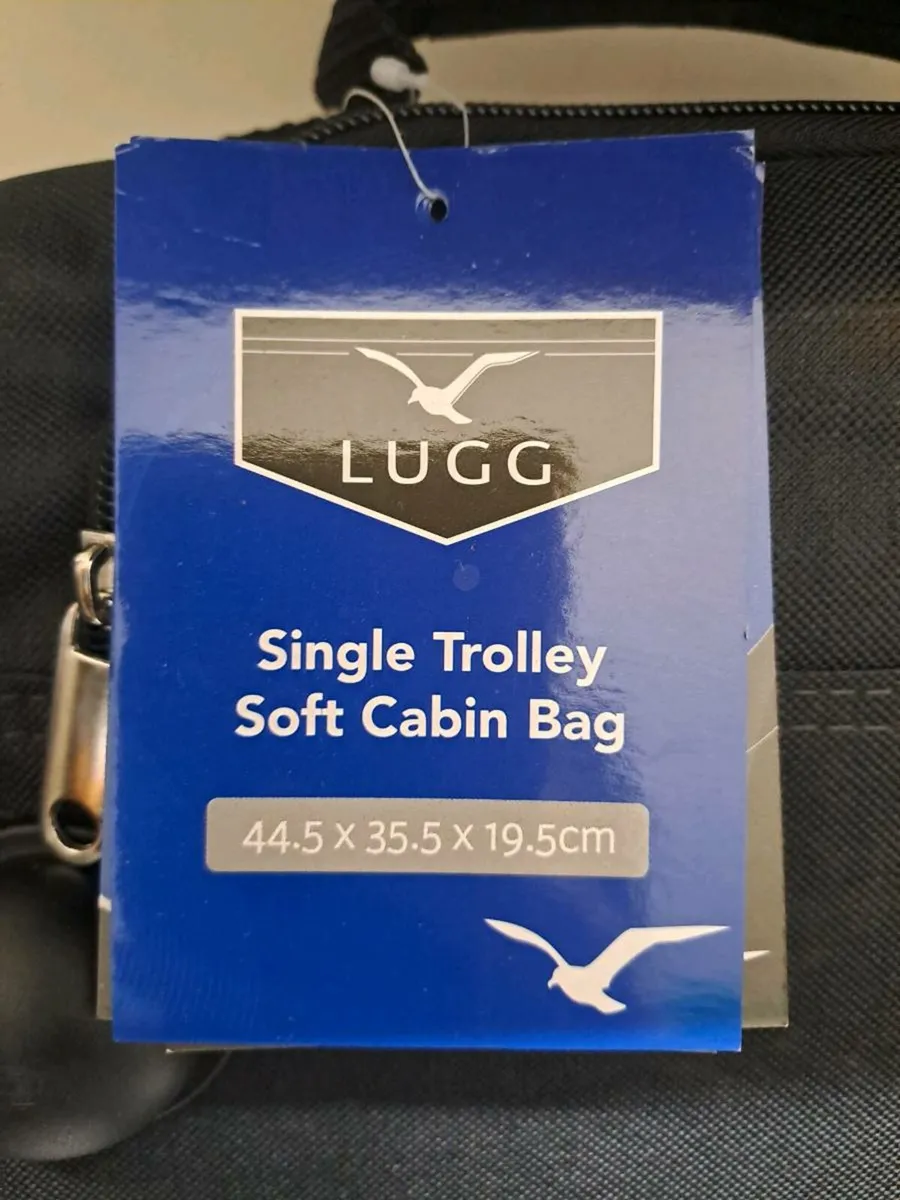 LUGG
Single Trolley
Soft Cabin Bag
44.5 x 35.5 x 19.5cm